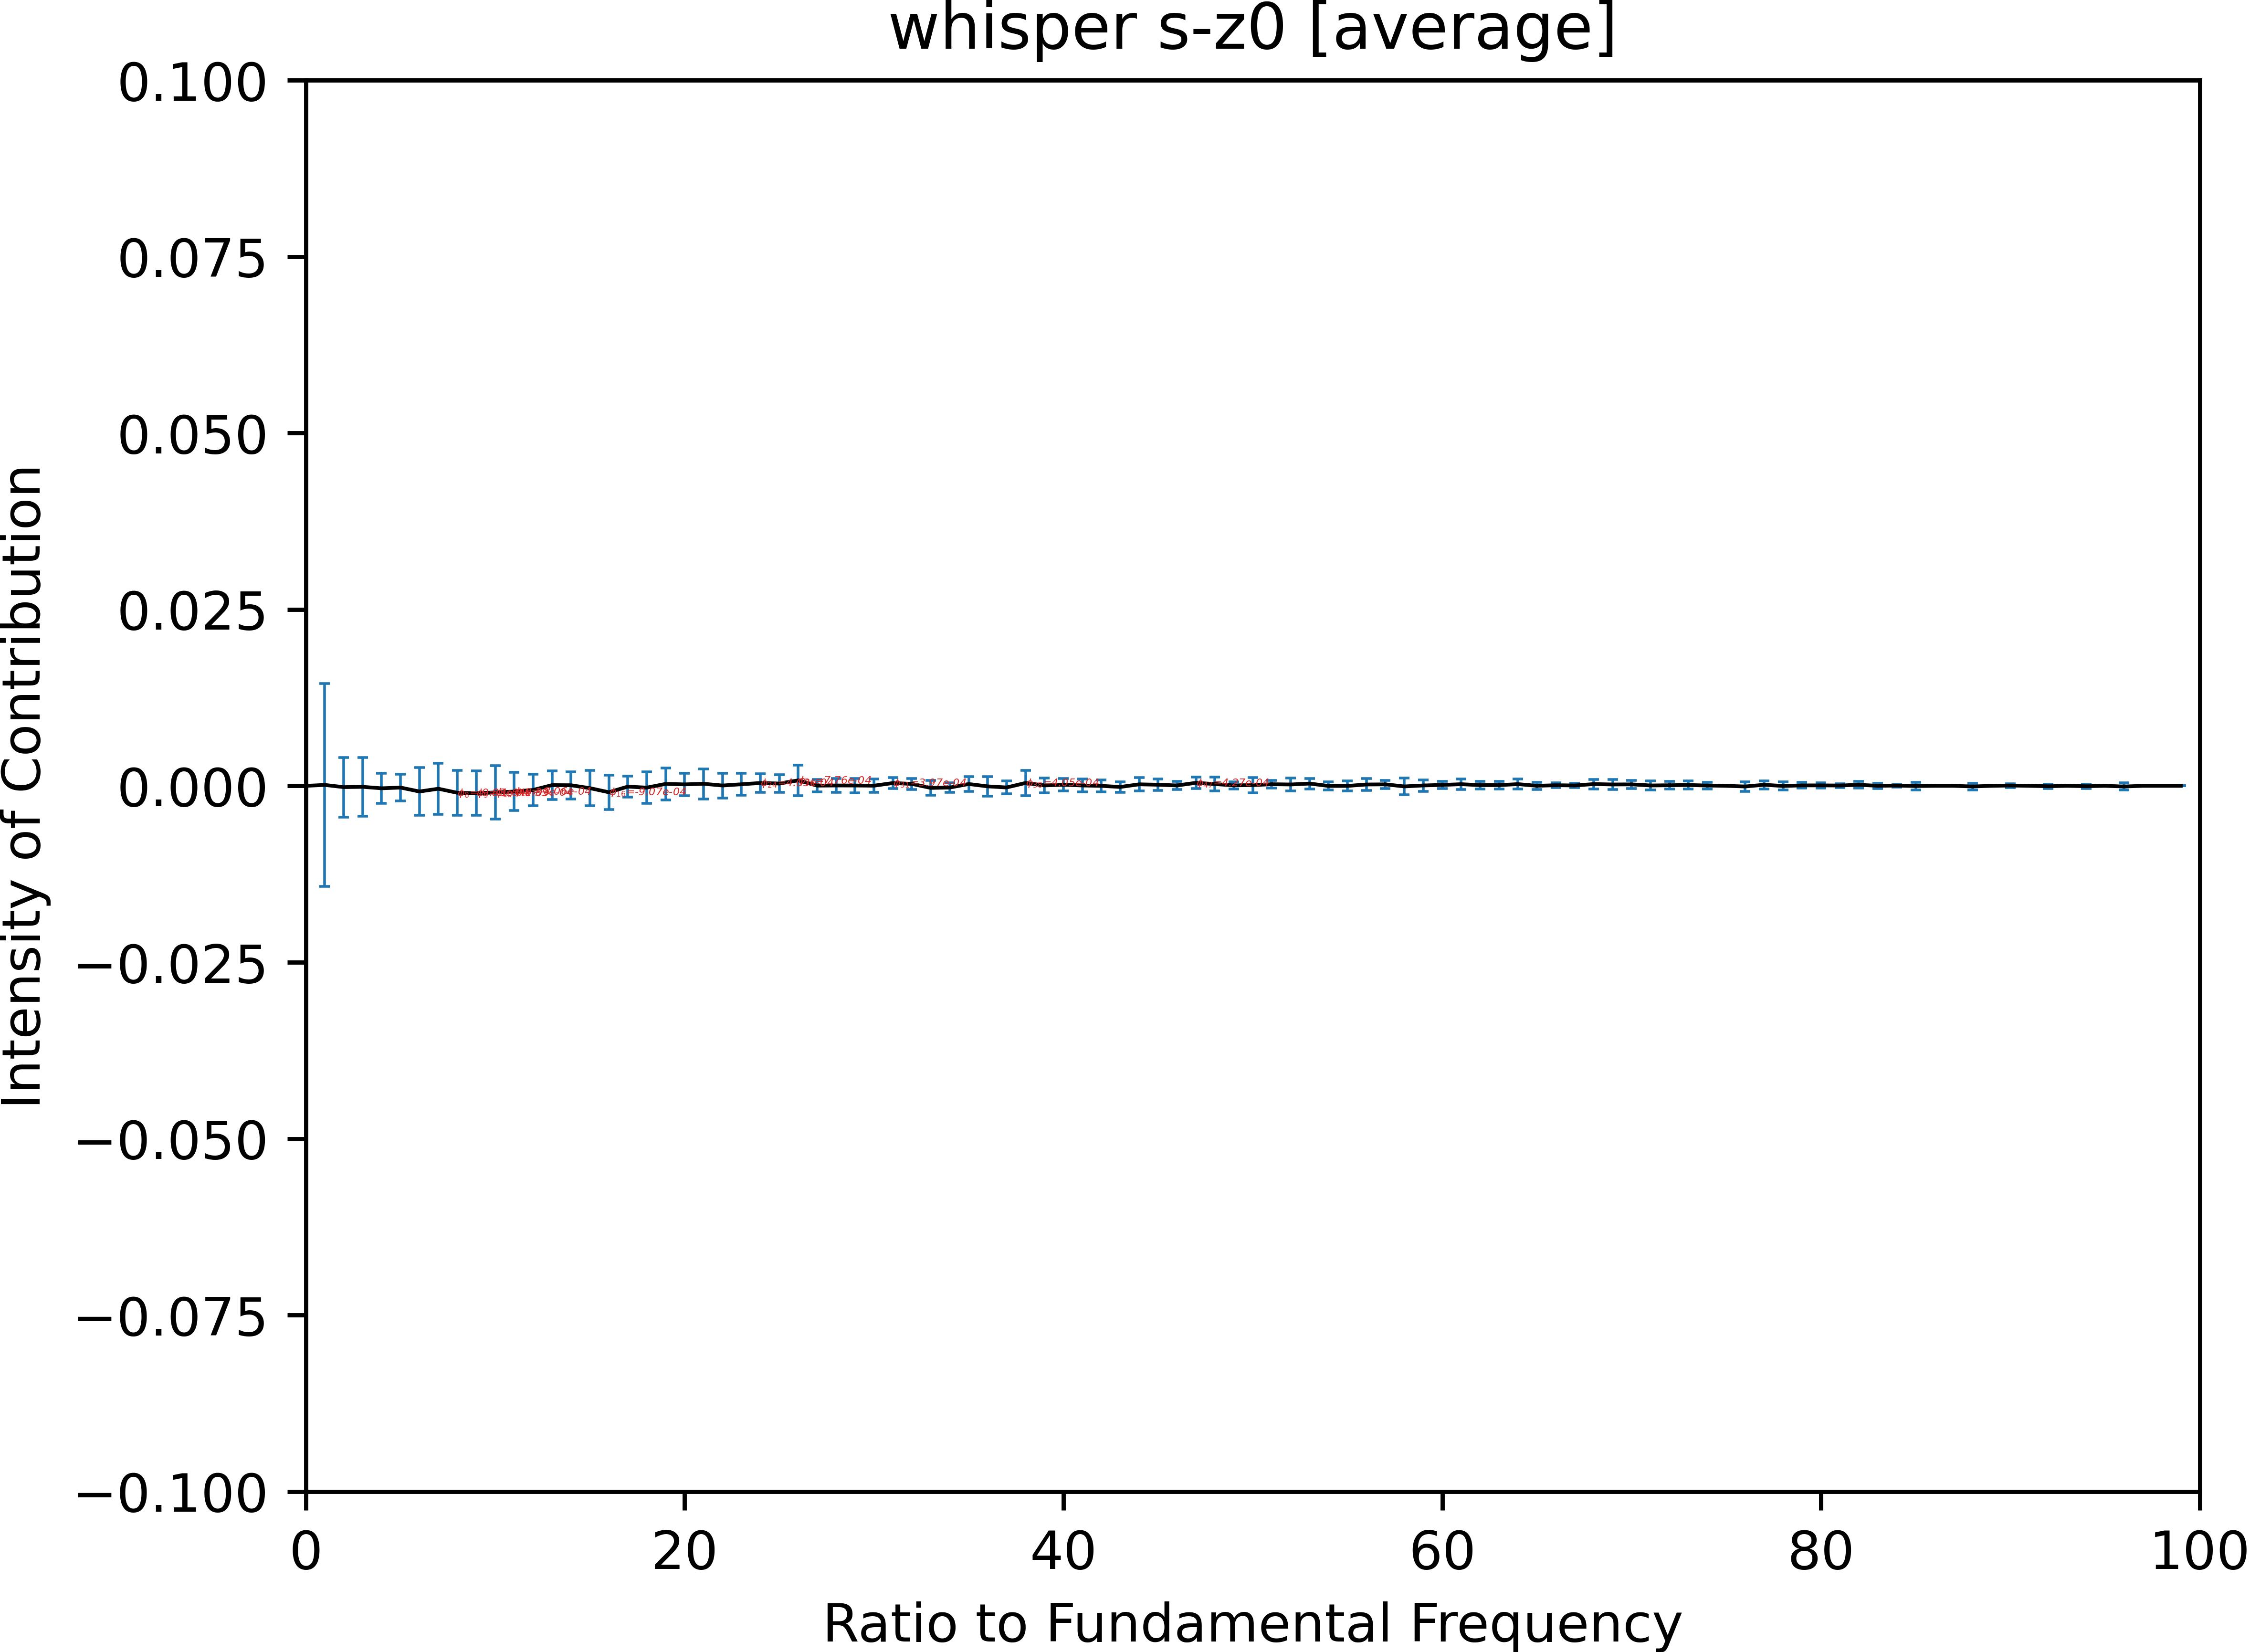 whisper s-z0 [average]
0.100
0.075
0.050
0.025
0.000
−0.025
−0.050
−0.075
−0.100
Intensity of Contribution
0 20 40 60 80 100
Ratio to Fundamental Frequency